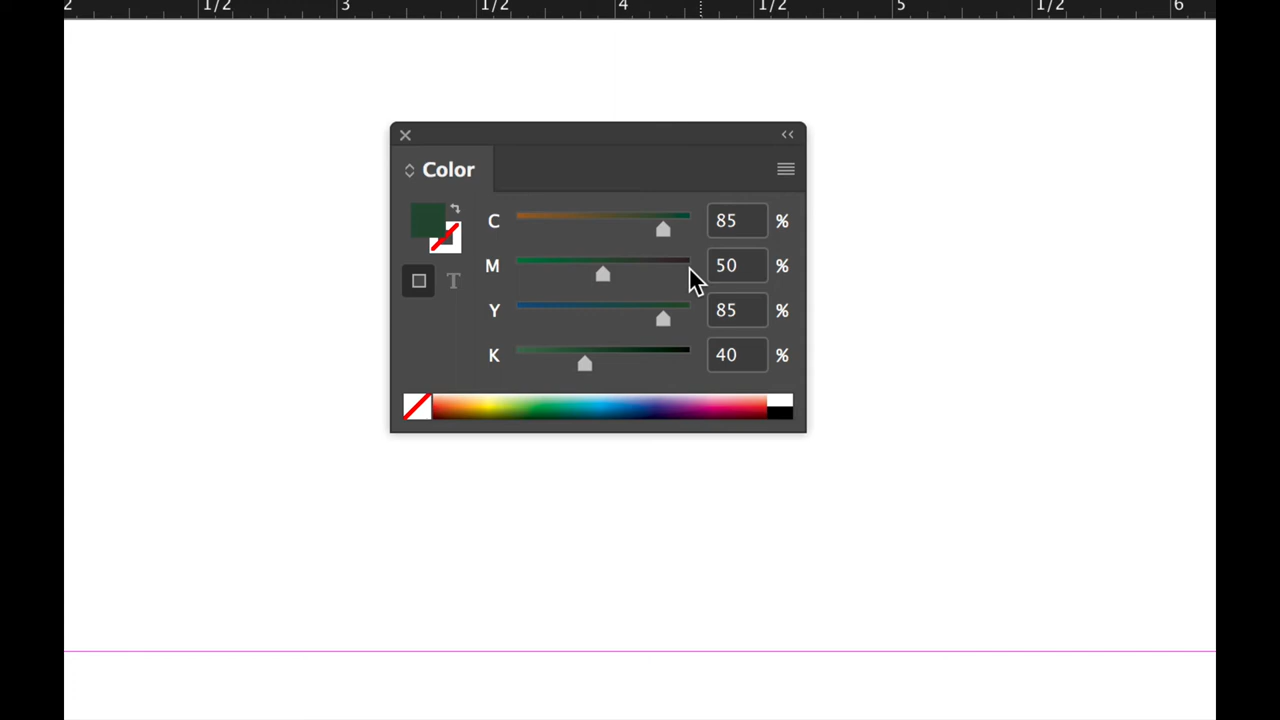 2 1/2 3 1/2 4 1/2 5 1/2 6
Color
C 85 %
M 50 %
T
Y 85 %
K 40 %